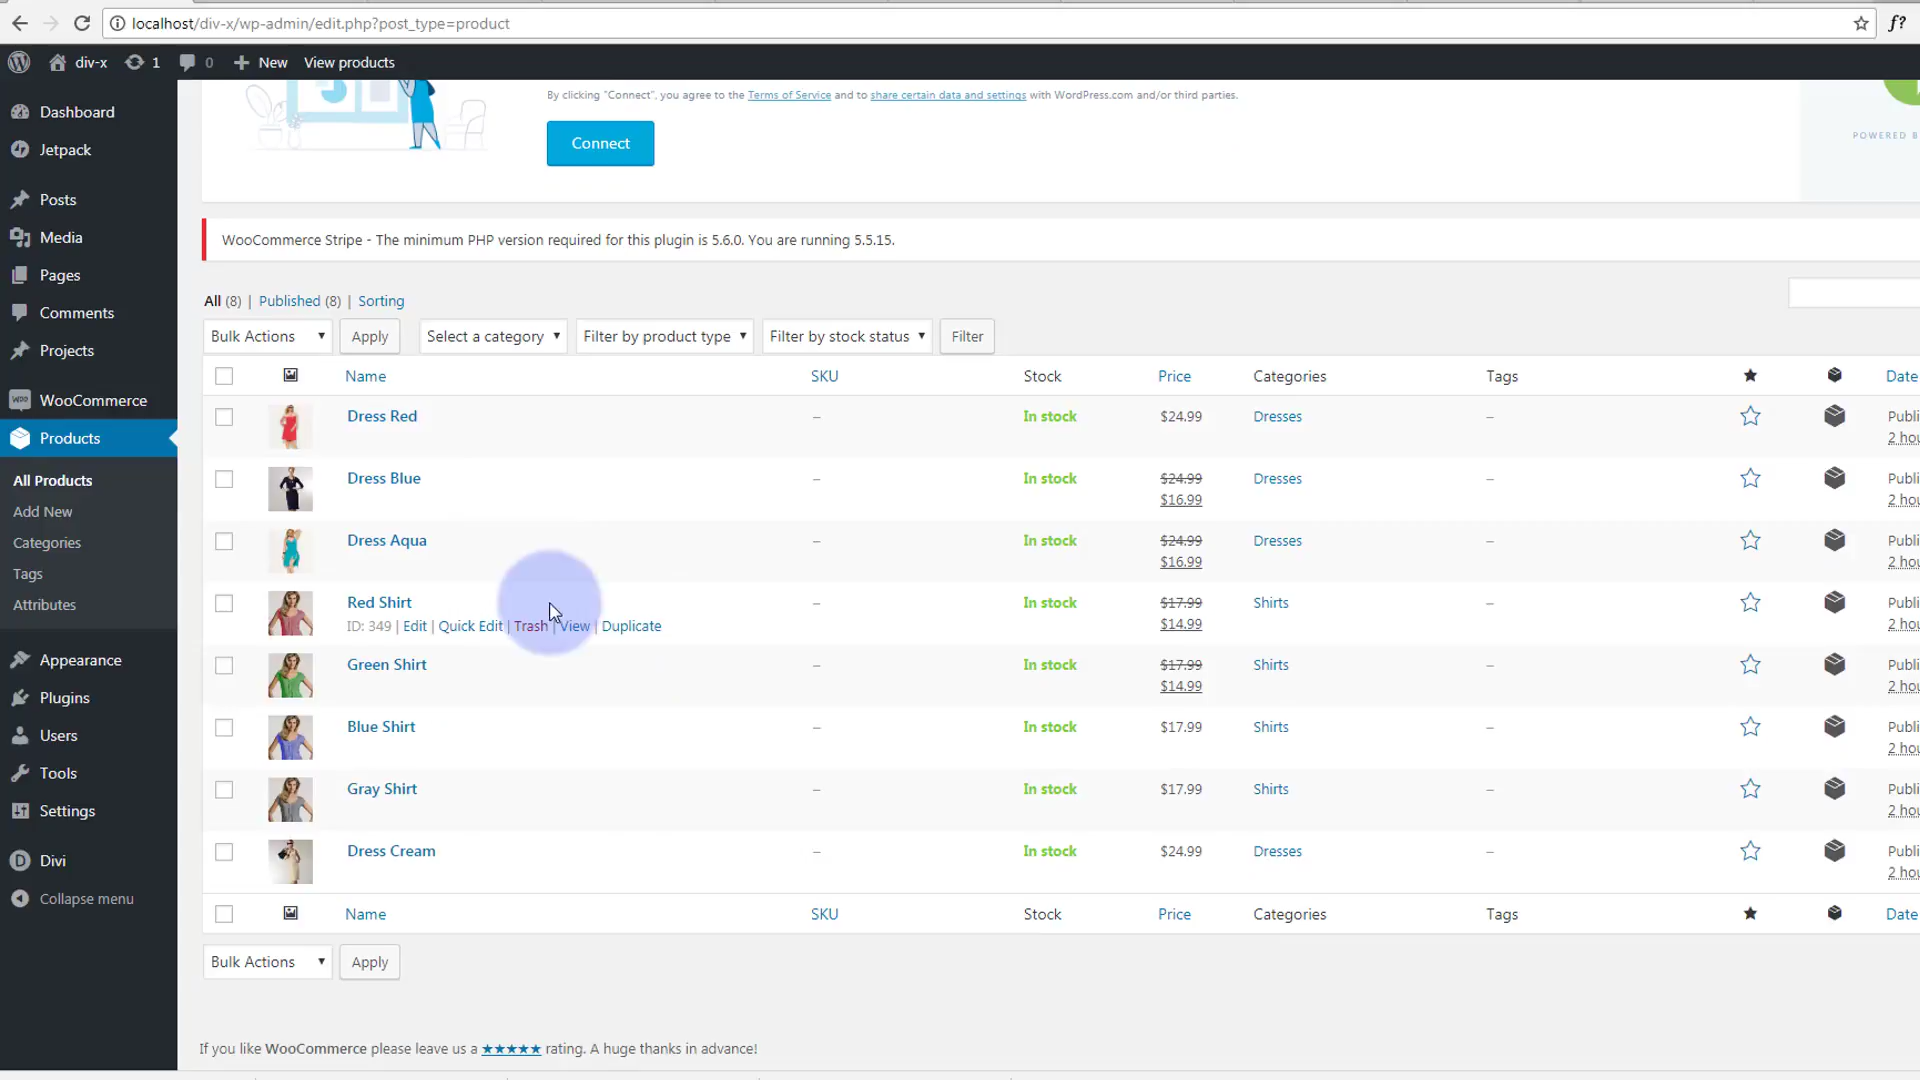 localhost/div-x/wp-admin/edit.php?post_type=product
f?
div-x 1 0 New View products
By clicking "Connect", you agree to the Terms of Service and to share certain data and settings with WordPress.com and/or third parties.
Connect
POWERED B
Dashboard
Jetpack
Posts
Media
Pages
Comments
Projects
WooCommerce
Products
All Products
Add New
Categories
Tags
Attributes
Appearance
Plugins
Users
Tools
Settings
Divi
Collapse menu
WooCommerce Stripe - The minimum PHP version required for this plugin is 5.6.0. You are running 5.5.15.
All (8) | Published (8) | Sorting
Bulk Actions Apply Select a category Filter by product type Filter by stock status Filter
Name SKU Stock Price Categories Tags Date
Dress Red – In stock $24.99 Dresses – Publi
2 hou
Dress Blue – In stock $24.99 Dresses – Publi
$16.99 2 hou
Dress Aqua – In stock $24.99 Dresses – Publi
$16.99 2 hou
Red Shirt – In stock $17.99 Shirts – Publi
ID: 349 | Edit | Quick Edit | Trash | View | Duplicate $14.99 2 hou
Green Shirt – In stock $17.99 Shirts – Publi
$14.99 2 hou
Blue Shirt – In stock $17.99 Shirts – Publi
2 hou
Gray Shirt – In stock $17.99 Shirts – Publi
2 hou
Dress Cream – In stock $24.99 Dresses – Publi
2 hou
Name SKU Stock Price Categories Tags Date
Bulk Actions Apply
If you like WooCommerce please leave us a ★★★★★ rating. A huge thanks in advance!